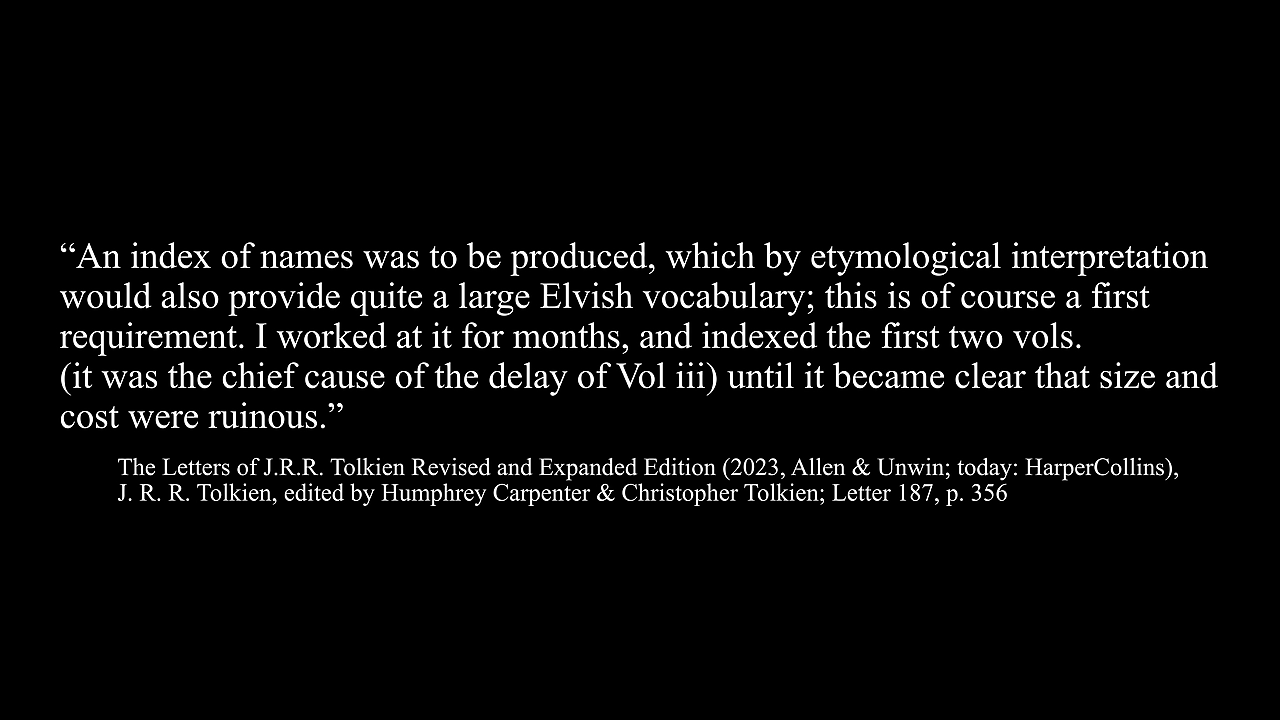 “An index of names was to be produced, which by etymological interpretation
would also provide quite a large Elvish vocabulary; this is of course a first
requirement. I worked at it for months, and indexed the first two vols.
(it was the chief cause of the delay of Vol iii) until it became clear that size and
cost were ruinous.”
The Letters of J.R.R. Tolkien Revised and Expanded Edition (2023, Allen & Unwin; today: HarperCollins),
J. R. R. Tolkien, edited by Humphrey Carpenter & Christopher Tolkien; Letter 187, p. 356